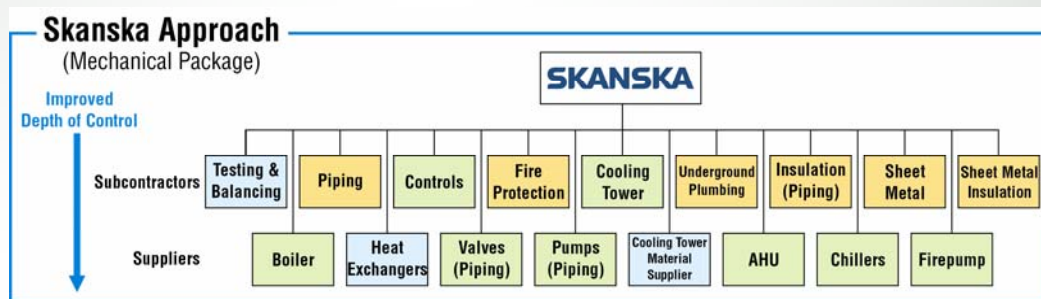 Skanska Approach
(Mechanical Package)
SKANSKA
Improved
Depth of Control
Subcontractors
Testing &
Balancing
Piping
Controls
Fire
Protection
Cooling
Tower
Underground
Plumbing
Insulation
(Piping)
Sheet
Metal
Sheet Metal
Insulation
Suppliers
Boiler
Heat
Exchangers
Valves
(Piping)
Pumps
(Piping)
Cooling Tower
Material
Supplier
AHU
Chillers
Firepump